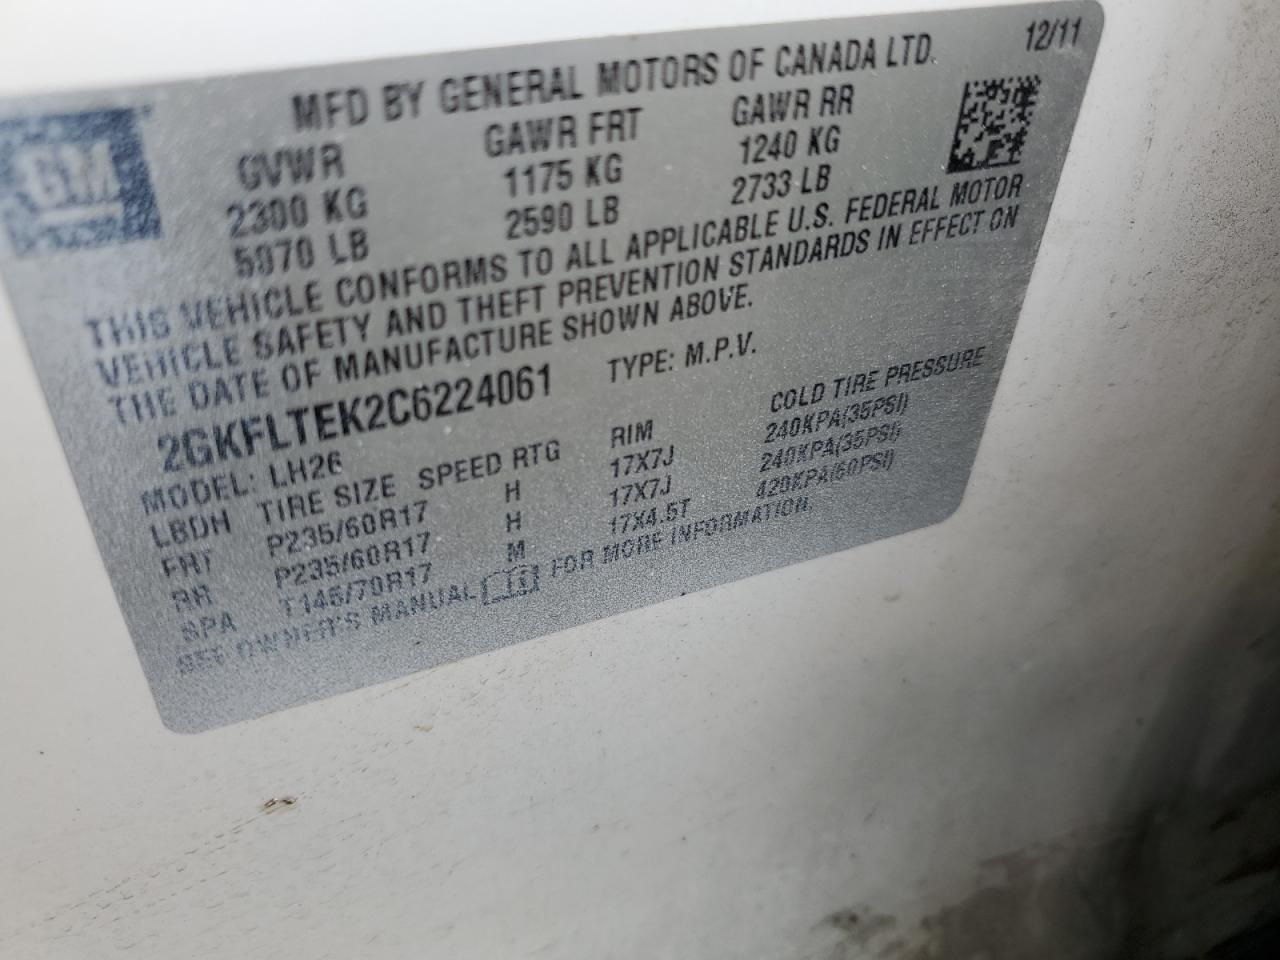 MFD BY GENERAL MOTORS OF CANADA LTD. 12/11
GM
GVWR GAWR FRT GAWR RR
2300 KG 1175 KG 1240 KG
5070 LB 2590 LB 2733 LB
THIS VEHICLE CONFORMS TO ALL APPLICABLE U.S. FEDERAL MOTOR
VEHICLE SAFETY AND THEFT PREVENTION STANDARDS IN EFFECT ON
THE DATE OF MANUFACTURE SHOWN ABOVE.
2GKFLTEK2C6224061 TYPE: M.P.V.
MODEL: LH26
LBDH TIRE SIZE SPEED RTG RIM COLD TIRE PRESSURE
FRT P235/60R17 H 17X7J 240KPA(35PSI)
RR P235/60R17 H 17X7J 240KPA(35PSI)
SPA T145/70R17 M 17X4.5T 420KPA(60PSI)
SEE OWNER'S MANUAL FOR MORE INFORMATION.